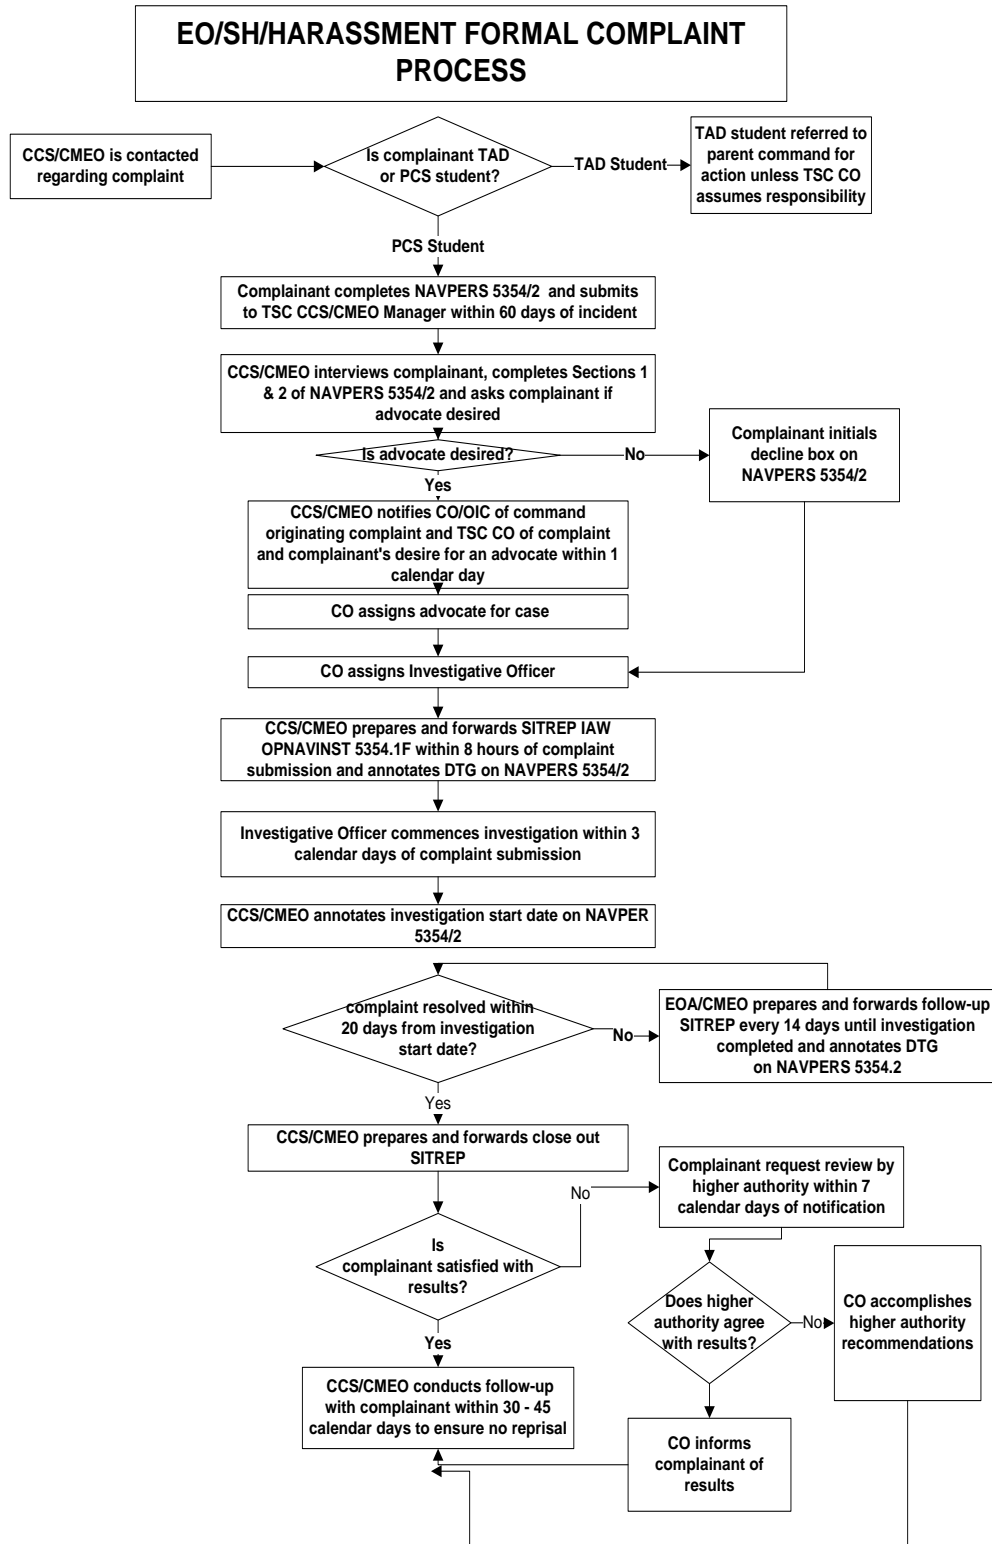 EO/SH/HARASSMENT FORMAL COMPLAINT
PROCESS
CCS/CMEO is contacted
regarding complaint
Is complainant TAD
or PCS student?
TAD Student
TAD student referred to
parent command for
action unless TSC CO
assumes responsibility
PCS Student
Complainant completes NAVPERS 5354/2 and submits
to TSC CCS/CMEO Manager within 60 days of incident
CCS/CMEO interviews complainant, completes Sections 1
& 2 of NAVPERS 5354/2 and asks complainant if
advocate desired
Is advocate desired?
No
Complainant initials
decline box on
NAVPERS 5354/2
Yes
CCS/CMEO notifies CO/OIC of command
originating complaint and TSC CO of complaint
and complainant's desire for an advocate within 1
calendar day
CO assigns advocate for case
CO assigns Investigative Officer
CCS/CMEO prepares and forwards SITREP IAW
OPNAVINST 5354.1F within 8 hours of complaint
submission and annotates DTG on NAVPERS 5354/2
Investigative Officer commences investigation within 3
calendar days of complaint submission
CCS/CMEO annotates investigation start date on NAVPER
5354/2
complaint resolved within
20 days from investigation
start date?
No
EOA/CMEO prepares and forwards follow-up
SITREP every 14 days until investigation
completed and annotates DTG
on NAVPERS 5354.2
Yes
CCS/CMEO prepares and forwards close out
SITREP
Is
complainant satisfied with
results?
No
Complainant request review by
higher authority within 7
calendar days of notification
Does higher
authority agree
with results?
No
CO accomplishes
higher authority
recommendations
Yes
CCS/CMEO conducts follow-up
with complainant within 30 - 45
calendar days to ensure no reprisal
CO informs
complainant of
results